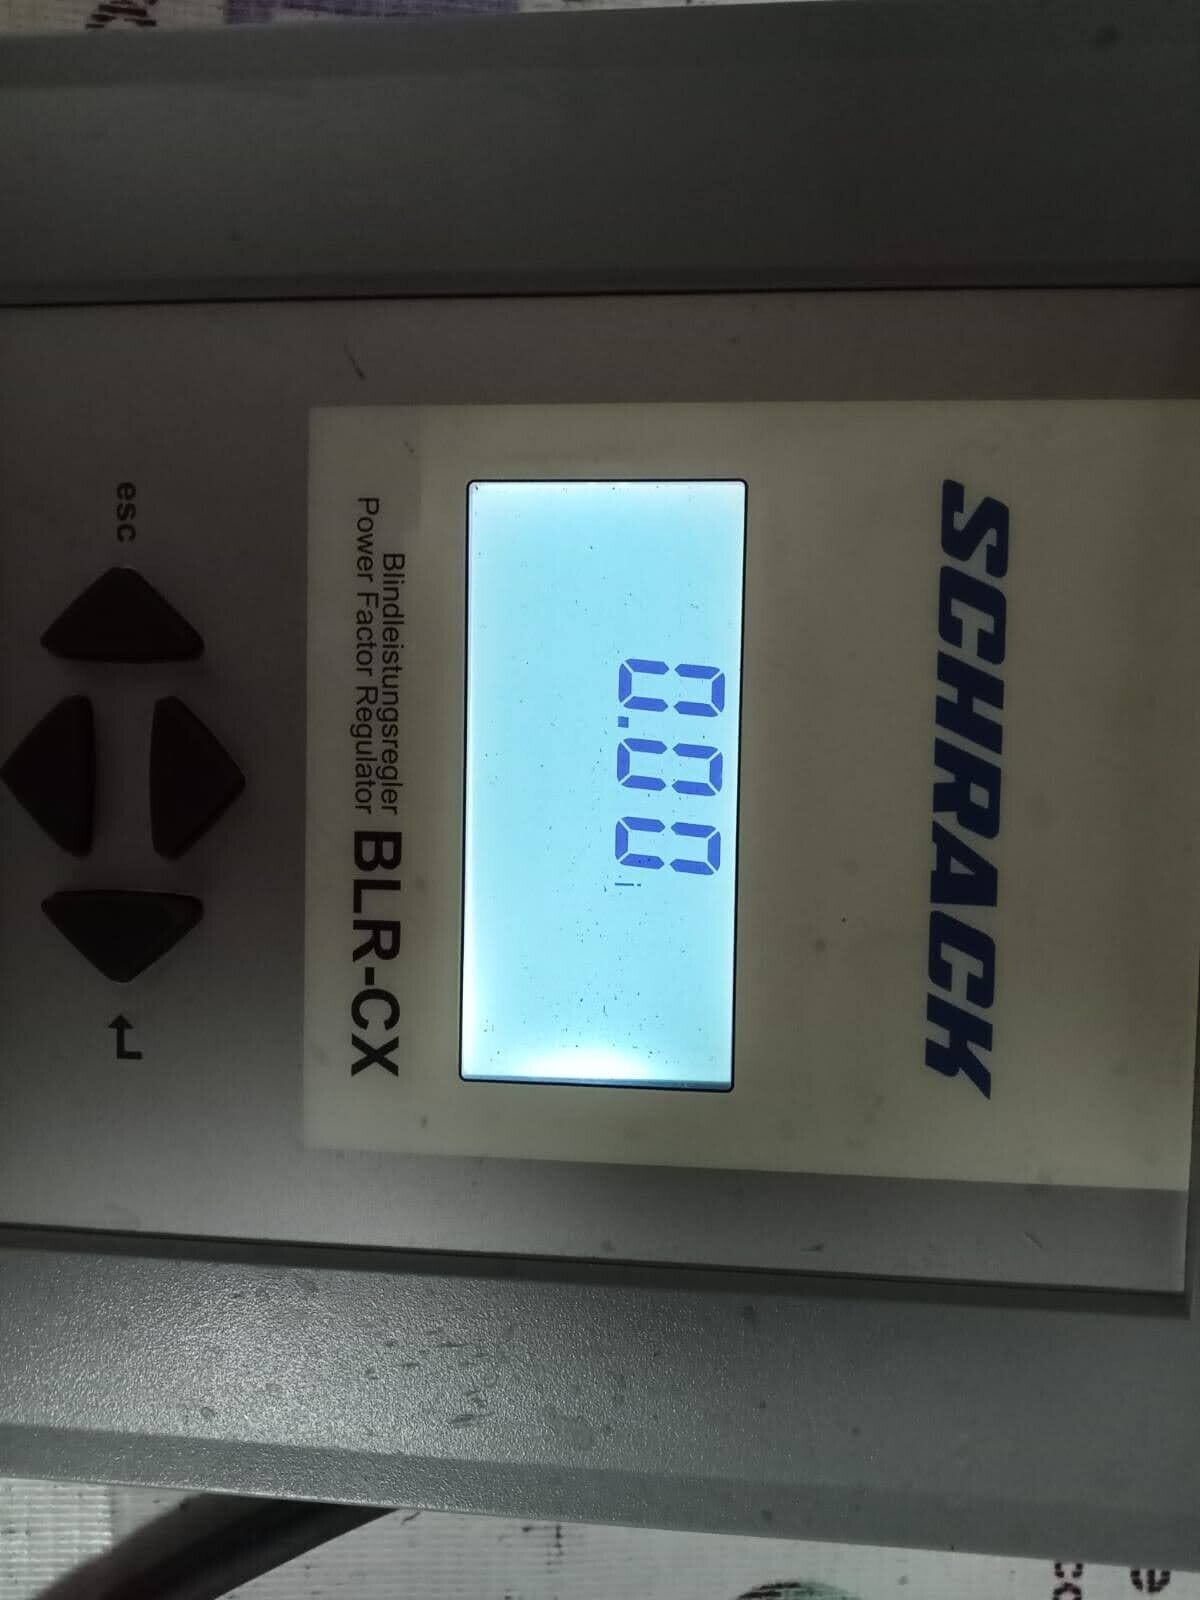 SCHRACK
0.00 i
Blindleistungsregler
Power Factor Regulator BLR-CX
esc